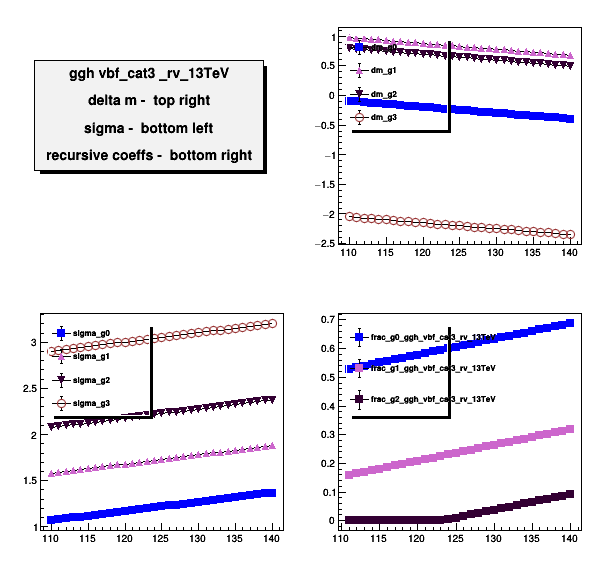 ggh vbf_cat3 _rv_13TeV
delta m - top right
sigma - bottom left
recursive coeffs - bottom right
dm_g0
dm_g1
dm_g2
dm_g3
1
0.5
0
−0.5
−1
−1.5
−2
−2.5
110 115 120 125 130 135 140
sigma_g0
sigma_g1
sigma_g2
sigma_g3
3
2.5
2
1.5
1
110 115 120 125 130 135 140
frac_g0_ggh_vbf_cat3_rv_13TeV
frac_g1_ggh_vbf_cat3_rv_13TeV
frac_g2_ggh_vbf_cat3_rv_13TeV
0.7
0.6
0.5
0.4
0.3
0.2
0.1
0
110 115 120 125 130 135 140